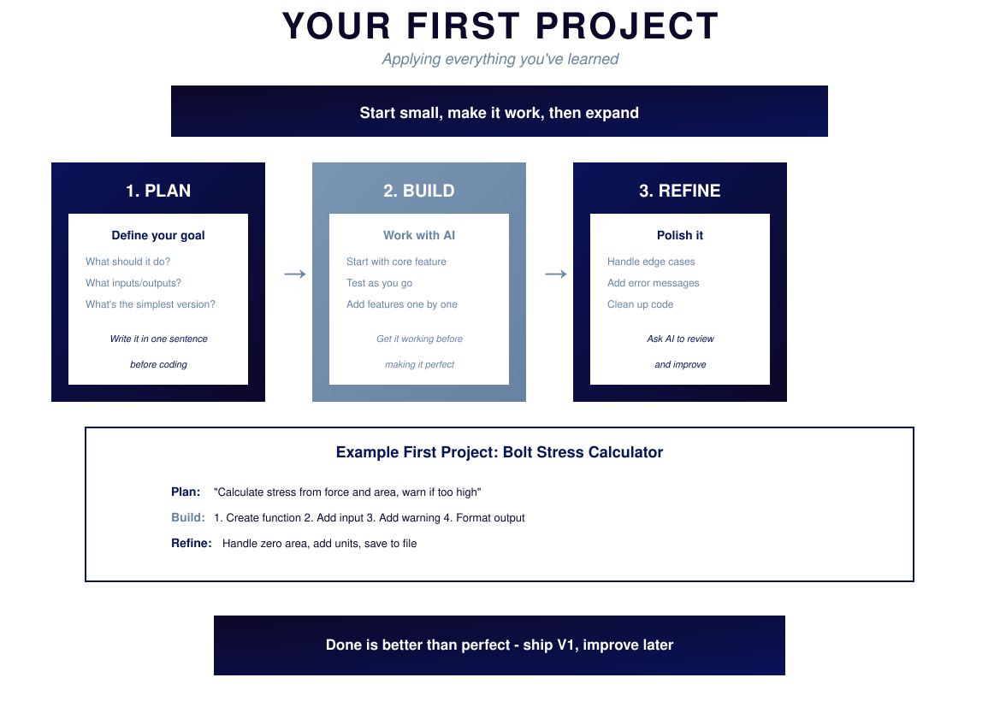 YOUR FIRST PROJECT
Applying everything you've learned
Start small, make it work, then expand
1. PLAN
Define your goal
What should it do?
What inputs/outputs?
What's the simplest version?
Write it in one sentence
before coding
→
2. BUILD
Work with AI
Start with core feature
Test as you go
Add features one by one
Get it working before
making it perfect
→
3. REFINE
Polish it
Handle edge cases
Add error messages
Clean up code
Ask AI to review
and improve
Example First Project: Bolt Stress Calculator
Plan: "Calculate stress from force and area, warn if too high"
Build: 1. Create function 2. Add input 3. Add warning 4. Format output
Refine: Handle zero area, add units, save to file
Done is better than perfect - ship V1, improve later